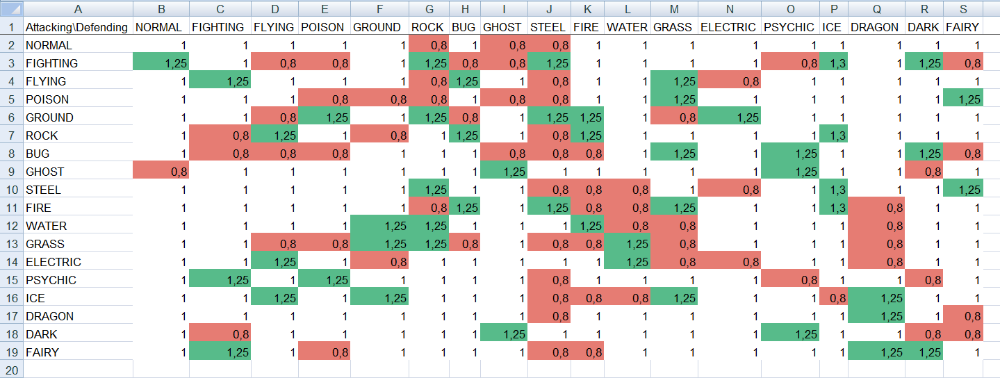 A B C D E F G H I J K L M N O P Q R S
1 Attacking\Defending NORMAL FIGHTING FLYING POISON GROUND ROCK BUG GHOST STEEL FIRE WATER GRASS ELECTRIC PSYCHIC ICE DRAGON DARK FAIRY
2 NORMAL 1 1 1 1 1 0,8 1 0,8 0,8 1 1 1 1 1 1 1 1 1
3 FIGHTING 1,25 1 0,8 0,8 1 1,25 0,8 0,8 1,25 1 1 1 1 0,8 1,3 1 1,25 0,8
4 FLYING 1 1,25 1 1 1 0,8 1,25 1 0,8 1 1 1,25 0,8 1 1 1 1 1
5 POISON 1 1 1 0,8 0,8 0,8 1 0,8 0,8 1 1 1,25 1 1 1 1 1 1,25
6 GROUND 1 1 0,8 1,25 1 1,25 0,8 1 1,25 1,25 1 0,8 1,25 1 1 1 1 1
7 ROCK 1 0,8 1,25 1 0,8 1 1,25 1 0,8 1,25 1 1 1 1 1,3 1 1 1
8 BUG 1 0,8 0,8 0,8 1 1 1 0,8 0,8 0,8 1 1,25 1 1,25 1 1 1,25 0,8
9 GHOST 0,8 1 1 1 1 1 1 1,25 1 1 1 1 1 1,25 1 1 0,8 1
10 STEEL 1 1 1 1 1 1,25 1 1 0,8 0,8 0,8 1 0,8 1 1,3 1 1 1,25
11 FIRE 1 1 1 1 1 0,8 1,25 1 1,25 0,8 0,8 1,25 1 1 1,3 0,8 1 1
12 WATER 1 1 1 1 1,25 1,25 1 1 1 1,25 0,8 0,8 1 1 1 0,8 1 1
13 GRASS 1 1 0,8 0,8 1,25 1,25 0,8 1 0,8 0,8 1,25 0,8 1 1 1 0,8 1 1
14 ELECTRIC 1 1 1,25 1 0,8 1 1 1 1 1 1,25 0,8 0,8 1 1 0,8 1 1
15 PSYCHIC 1 1,25 1 1,25 1 1 1 1 0,8 1 1 1 1 0,8 1 1 0,8 1
16 ICE 1 1 1,25 1 1,25 1 1 1 0,8 0,8 0,8 1,25 1 1 0,8 1,25 1 1
17 DRAGON 1 1 1 1 1 1 1 1 0,8 1 1 1 1 1 1 1,25 1 0,8
18 DARK 1 0,8 1 1 1 1 1 1,25 1 1 1 1 1 1,25 1 1 0,8 0,8
19 FAIRY 1 1,25 1 0,8 1 1 1 1 0,8 0,8 1 1 1 1 1 1,25 1,25 1
20